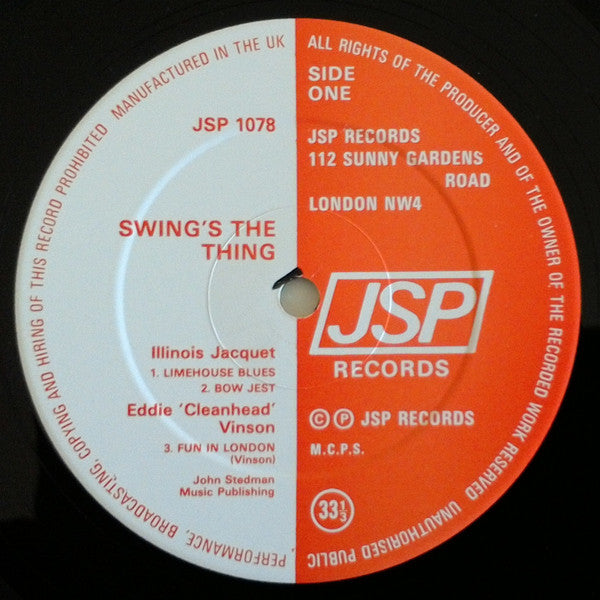 ALL RIGHTS OF THE PRODUCER AND OF THE OWNER OF THE RECORDED WORK RESERVED UNAUTHORISED PUBLIC PERFORMANCE, BROADCASTING, COPYING AND HIRING OF THIS RECORD PROHIBITED MANUFACTURED IN THE UK
JSP 1078
SWING'S THE
THING
Illinois Jacquet
1. LIMEHOUSE BLUES
2. BOW JEST
Eddie 'Cleanhead'
Vinson
3. FUN IN LONDON
(Vinson)
John Stedman
Music Publishing
SIDE
ONE
JSP RECORDS
112 SUNNY GARDENS
ROAD
LONDON NW4
JSP
RECORDS
© ℗ JSP RECORDS
M.C.P.S.
33⅓